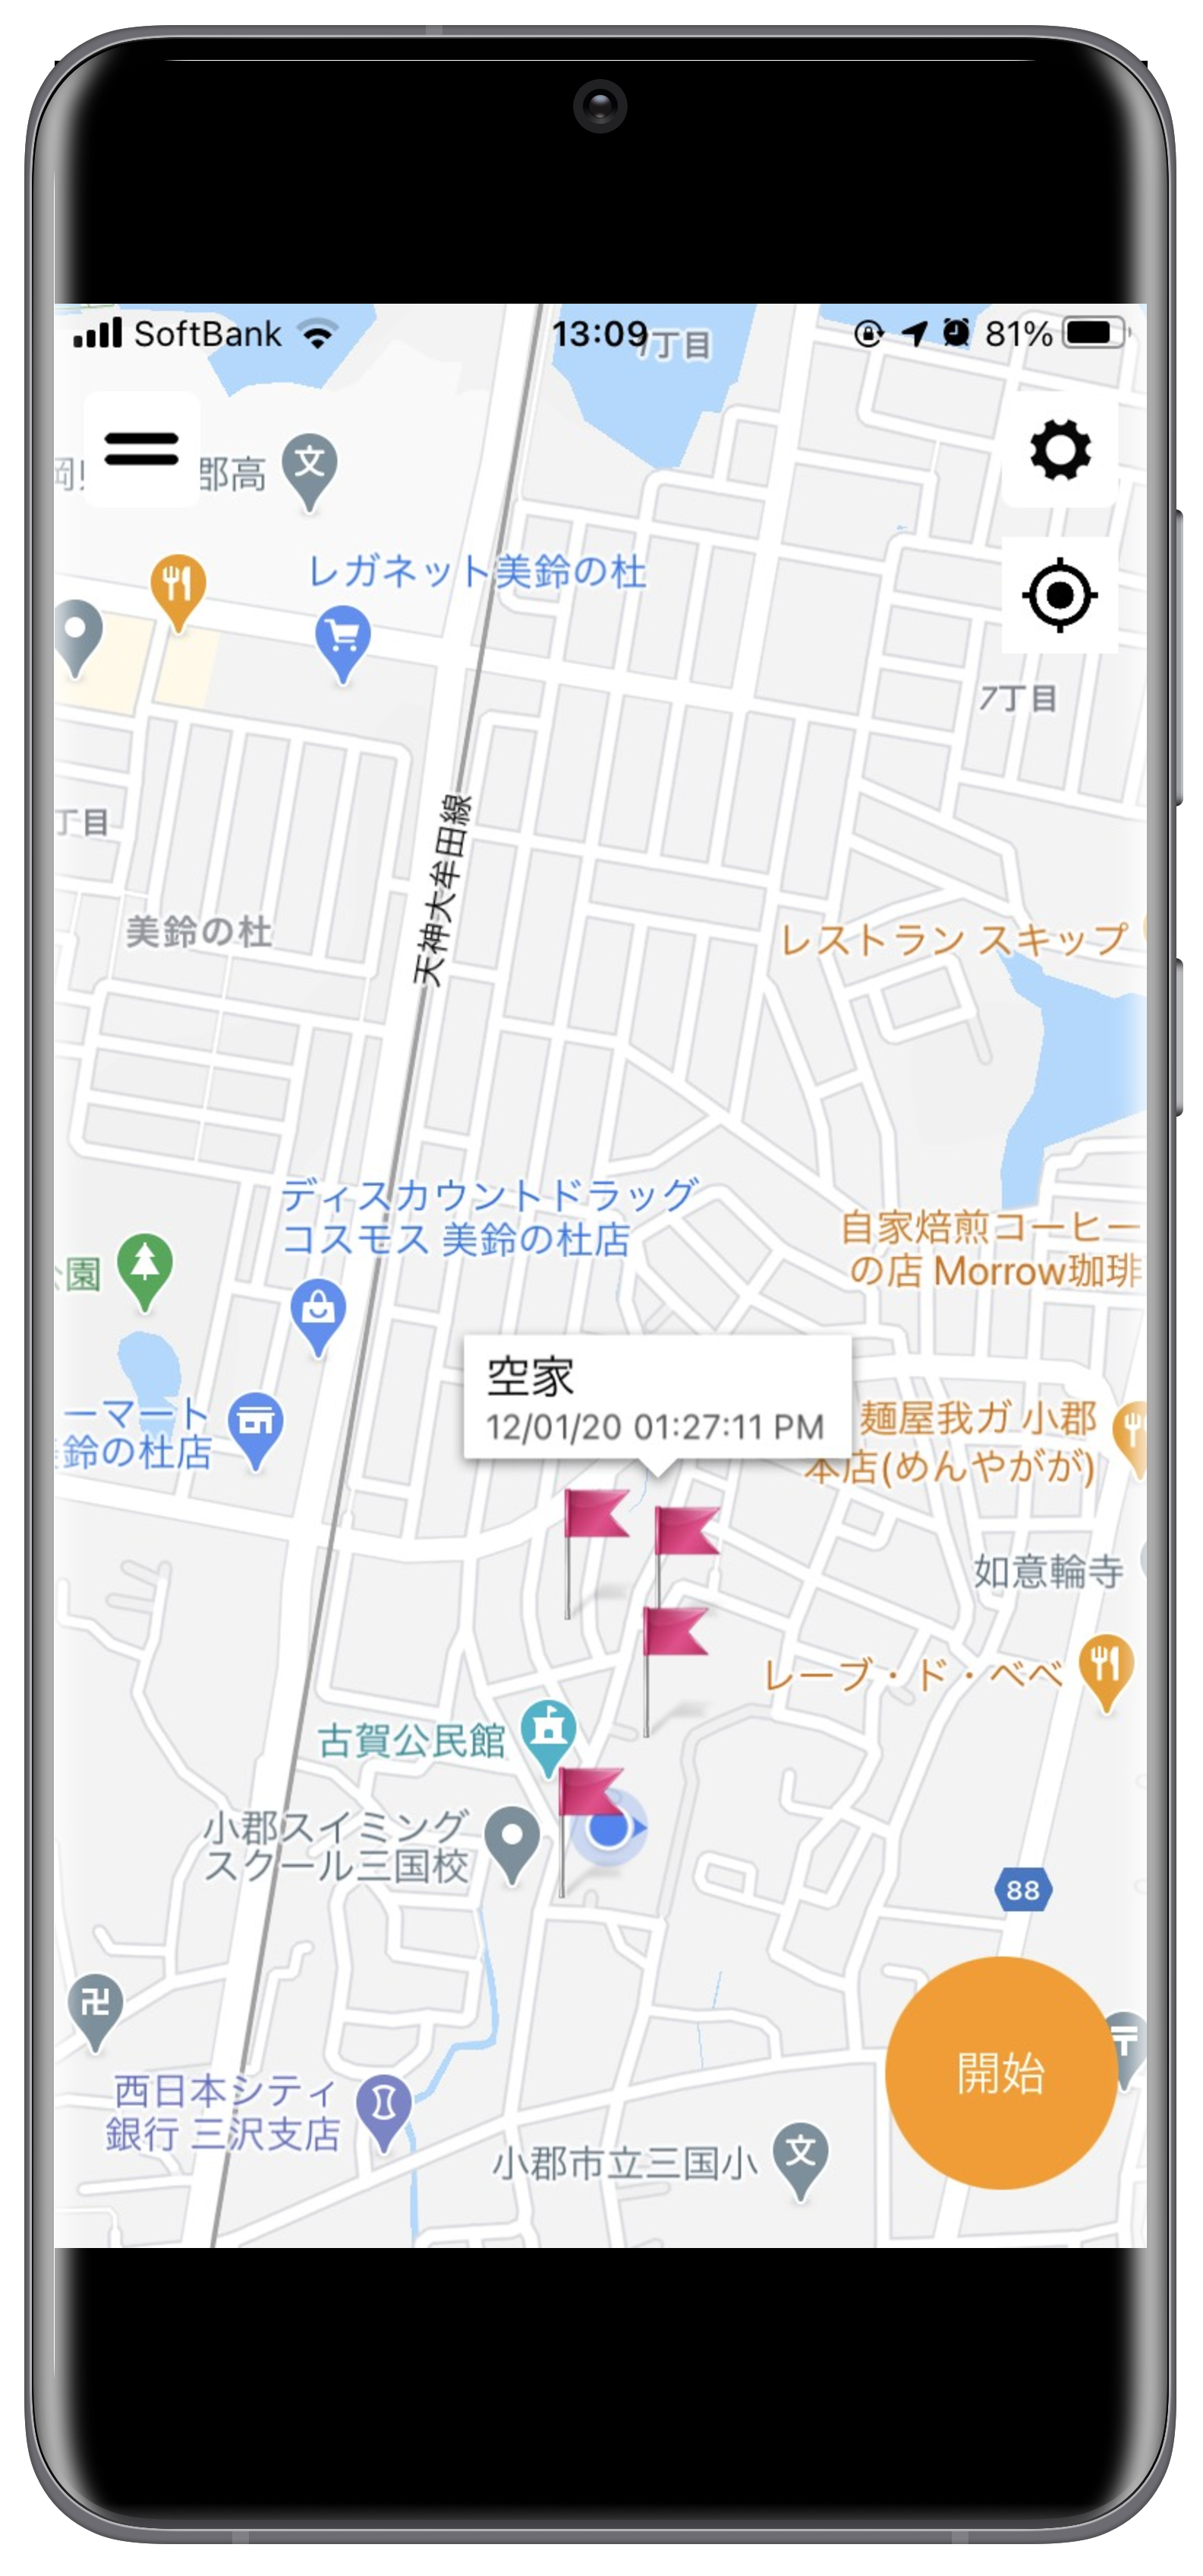 SoftBank 13:09 81%
丁目
郡高
レガネット美鈴の杜
7丁目
丁目
天神大牟田線
美鈴の杜
レストラン スキップ
ディスカウントドラッグ
コスモス 美鈴の杜店
自家焙煎コーヒー
の店 Morrow珈琲
園
空家
12/01/20 01:27:11 PM
ーマート
鈴の杜店
麺屋我ガ 小郡
本店(めんやがが)
如意輪寺
レーブ・ド・べべ
古賀公民館
小郡スイミング
スクール三国校
88
開始
西日本シティ
銀行 三沢支店
小郡市立三国小